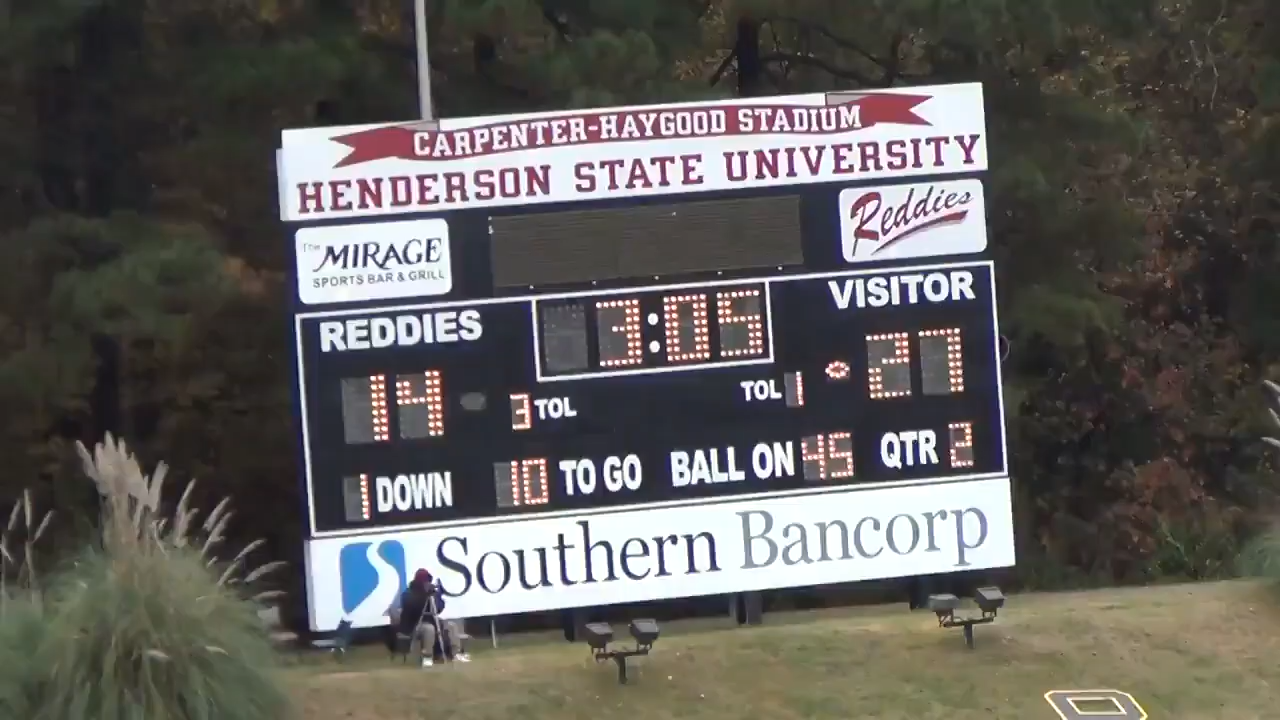 CARPENTER-HAYGOOD STADIUM
HENDERSON STATE UNIVERSITY
The MIRAGE
SPORTS BAR & GRILL
Reddies
REDDIES
3:05
VISITOR
14
3 TOL
TOL 1
27
1 DOWN
10 TO GO
BALL ON 45
QTR 2
Southern Bancorp